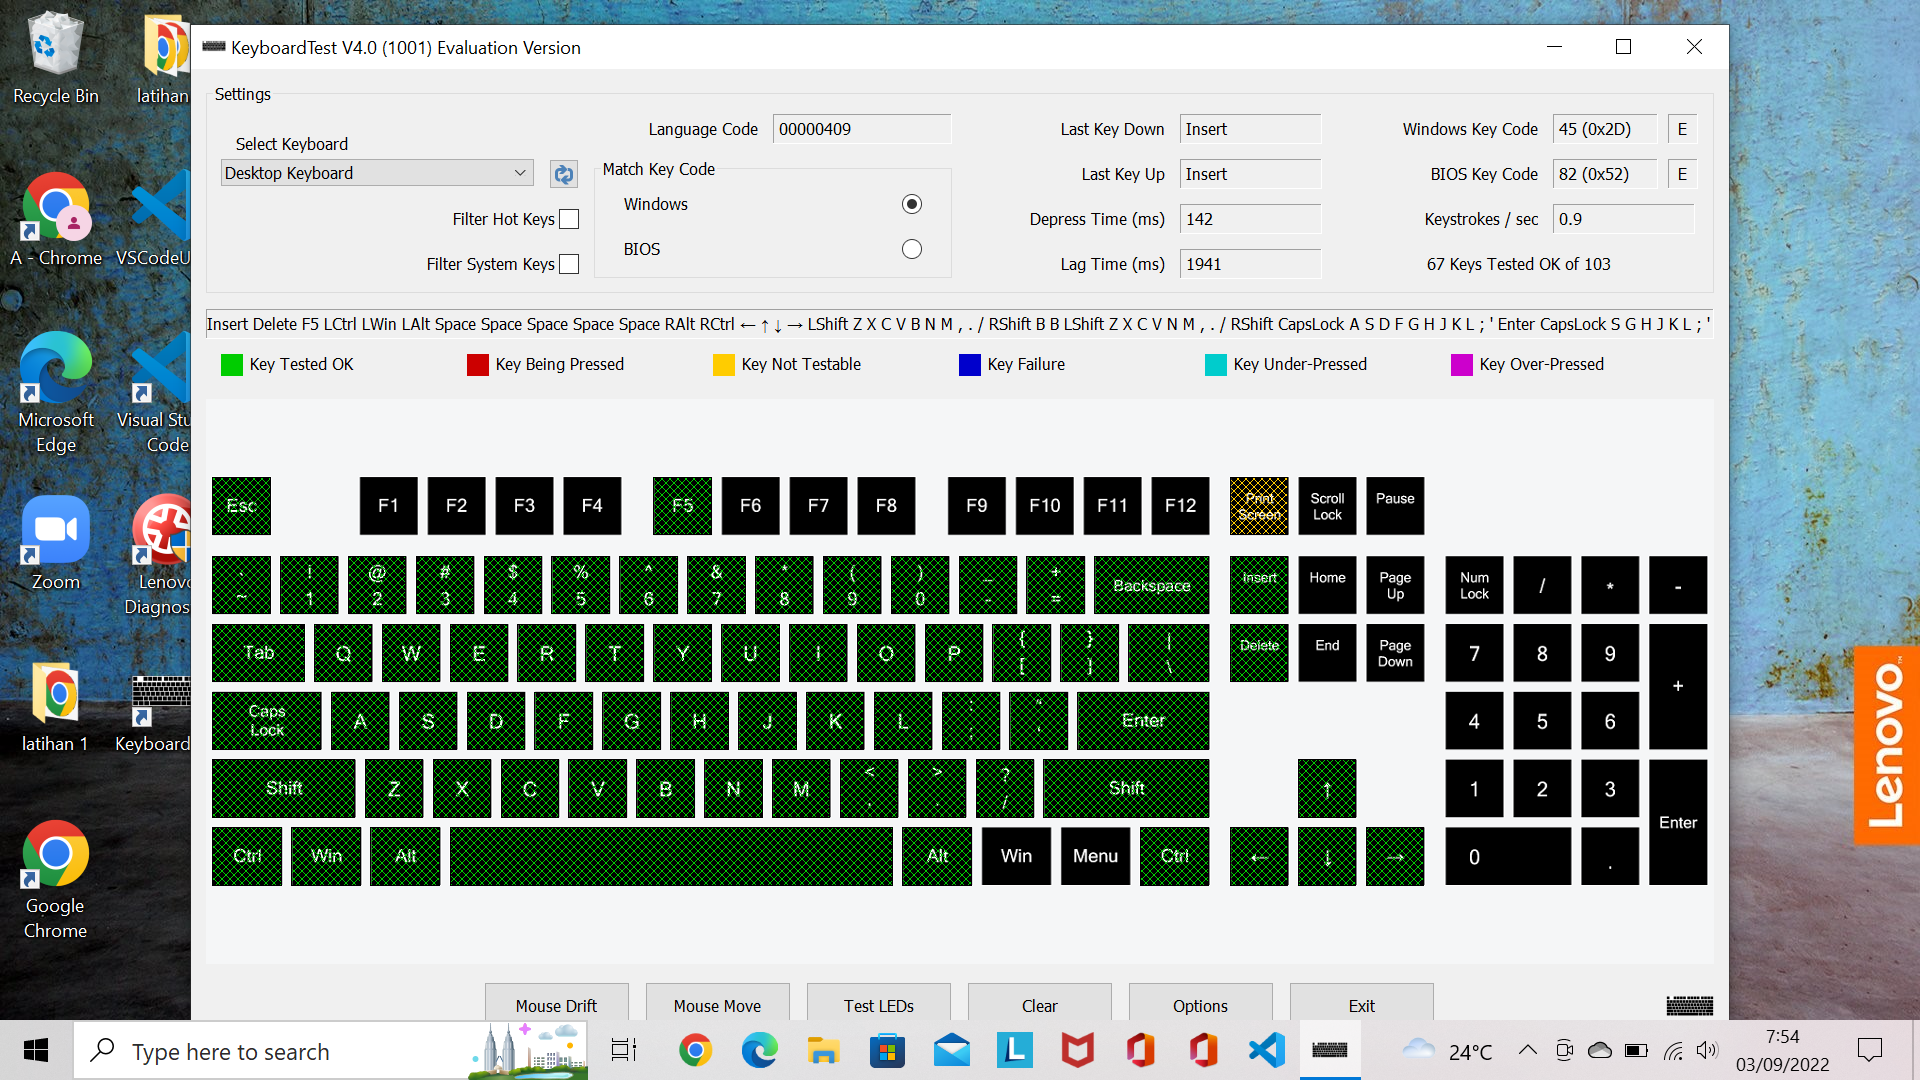 KeyboardTest V4.0 (1001) Evaluation Version
Recycle Bin
latihan
A - Chrome
VSCodeU
Microsoft Edge
Visual Stu
Code
Zoom
Lenovo
Diagnos
latihan 1
Keyboard
Google Chrome
Settings
Select Keyboard
Desktop Keyboard
Filter Hot Keys
Filter System Keys
Language Code 00000409
Match Key Code
Windows
BIOS
Last Key Down Insert
Last Key Up Insert
Depress Time (ms) 142
Lag Time (ms) 1941
Windows Key Code 45 (0x2D) E
BIOS Key Code 82 (0x52) E
Keystrokes / sec 0.9
67 Keys Tested OK of 103
Insert Delete F5 LCtrl LWin LAlt Space Space Space Space Space RAlt RCtrl ← ↑ ↓ → LShift Z X C V B N M , . / RShift B B LShift Z X C V N M , . / RShift CapsLock A S D F G H J K L ; ' Enter CapsLock S G H J K L ; '
Key Tested OK Key Being Pressed Key Not Testable Key Failure Key Under-Pressed Key Over-Pressed
Esc F1 F2 F3 F4 F5 F6 F7 F8 F9 F10 F11 F12 Print Screen Scroll Lock Pause
` ~ ! 1 @ 2 # 3 $ 4 % 5 ^ 6 & 7 * 8 ( 9 ) 0 _ - + = Backspace Insert Home Page Up Num Lock / * -
Tab Q W E R T Y U I O P { [ } ] | \ Delete End Page Down 7 8 9 +
Caps Lock A S D F G H J K L : ; " ' Enter 4 5 6
Shift Z X C V B N M < , > . ? / Shift ↑ 1 2 3 Enter
Ctrl Win Alt Alt Win Menu Ctrl ← ↓ → 0 .
Mouse Drift Mouse Move Test LEDs Clear Options Exit
Lenovo™
Type here to search
L
24°C
7:54
03/09/2022